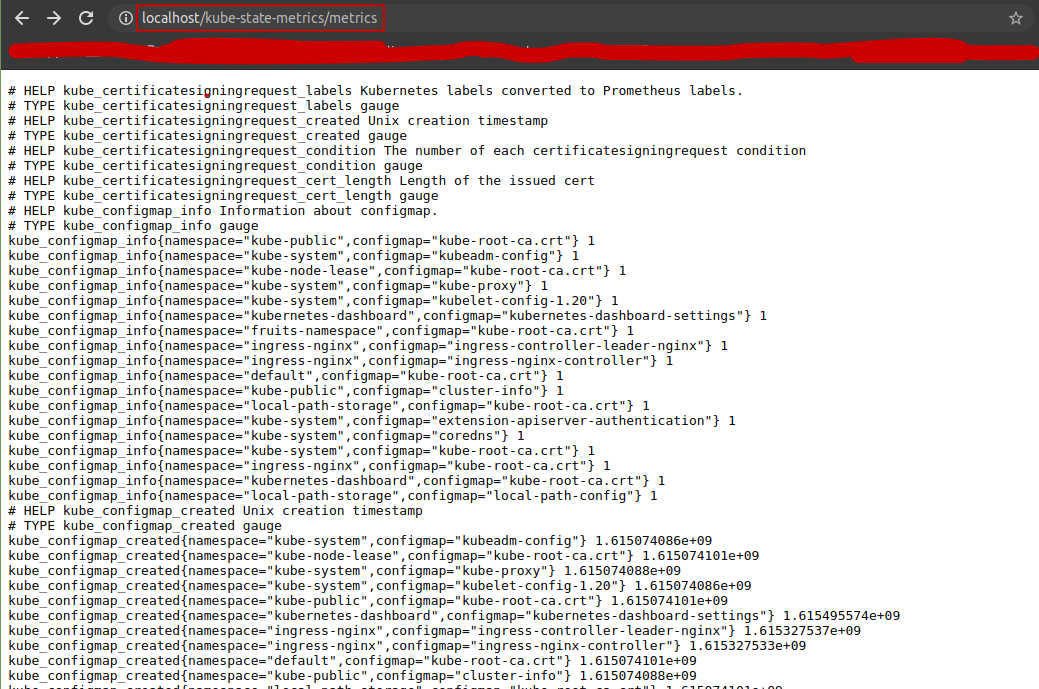 localhost/kube-state-metrics/metrics
# HELP kube_certificatesigningrequest_labels Kubernetes labels converted to Prometheus labels.
# TYPE kube_certificatesigningrequest_labels gauge
# HELP kube_certificatesigningrequest_created Unix creation timestamp
# TYPE kube_certificatesigningrequest_created gauge
# HELP kube_certificatesigningrequest_condition The number of each certificatesigningrequest condition
# TYPE kube_certificatesigningrequest_condition gauge
# HELP kube_certificatesigningrequest_cert_length Length of the issued cert
# TYPE kube_certificatesigningrequest_cert_length gauge
# HELP kube_configmap_info Information about configmap.
# TYPE kube_configmap_info gauge
kube_configmap_info{namespace="kube-public",configmap="kube-root-ca.crt"} 1
kube_configmap_info{namespace="kube-system",configmap="kubeadm-config"} 1
kube_configmap_info{namespace="kube-node-lease",configmap="kube-root-ca.crt"} 1
kube_configmap_info{namespace="kube-system",configmap="kube-proxy"} 1
kube_configmap_info{namespace="kube-system",configmap="kubelet-config-1.20"} 1
kube_configmap_info{namespace="kubernetes-dashboard",configmap="kubernetes-dashboard-settings"} 1
kube_configmap_info{namespace="fruits-namespace",configmap="kube-root-ca.crt"} 1
kube_configmap_info{namespace="ingress-nginx",configmap="ingress-controller-leader-nginx"} 1
kube_configmap_info{namespace="ingress-nginx",configmap="ingress-nginx-controller"} 1
kube_configmap_info{namespace="default",configmap="kube-root-ca.crt"} 1
kube_configmap_info{namespace="kube-public",configmap="cluster-info"} 1
kube_configmap_info{namespace="local-path-storage",configmap="kube-root-ca.crt"} 1
kube_configmap_info{namespace="kube-system",configmap="extension-apiserver-authentication"} 1
kube_configmap_info{namespace="kube-system",configmap="coredns"} 1
kube_configmap_info{namespace="kube-system",configmap="kube-root-ca.crt"} 1
kube_configmap_info{namespace="ingress-nginx",configmap="kube-root-ca.crt"} 1
kube_configmap_info{namespace="kubernetes-dashboard",configmap="kube-root-ca.crt"} 1
kube_configmap_info{namespace="local-path-storage",configmap="local-path-config"} 1
# HELP kube_configmap_created Unix creation timestamp
# TYPE kube_configmap_created gauge
kube_configmap_created{namespace="kube-system",configmap="kubeadm-config"} 1.615074086e+09
kube_configmap_created{namespace="kube-node-lease",configmap="kube-root-ca.crt"} 1.615074101e+09
kube_configmap_created{namespace="kube-system",configmap="kube-proxy"} 1.615074088e+09
kube_configmap_created{namespace="kube-system",configmap="kubelet-config-1.20"} 1.615074086e+09
kube_configmap_created{namespace="kube-public",configmap="kube-root-ca.crt"} 1.615074101e+09
kube_configmap_created{namespace="kubernetes-dashboard",configmap="kubernetes-dashboard-settings"} 1.615495574e+09
kube_configmap_created{namespace="ingress-nginx",configmap="ingress-controller-leader-nginx"} 1.615327537e+09
kube_configmap_created{namespace="ingress-nginx",configmap="ingress-nginx-controller"} 1.615327533e+09
kube_configmap_created{namespace="default",configmap="kube-root-ca.crt"} 1.615074101e+09
kube_configmap_created{namespace="kube-public",configmap="cluster-info"} 1.615074088e+09
kube_configmap_created{namespace="local-path-storage",configmap="kube-root-ca.crt"} 1.615074101e+09